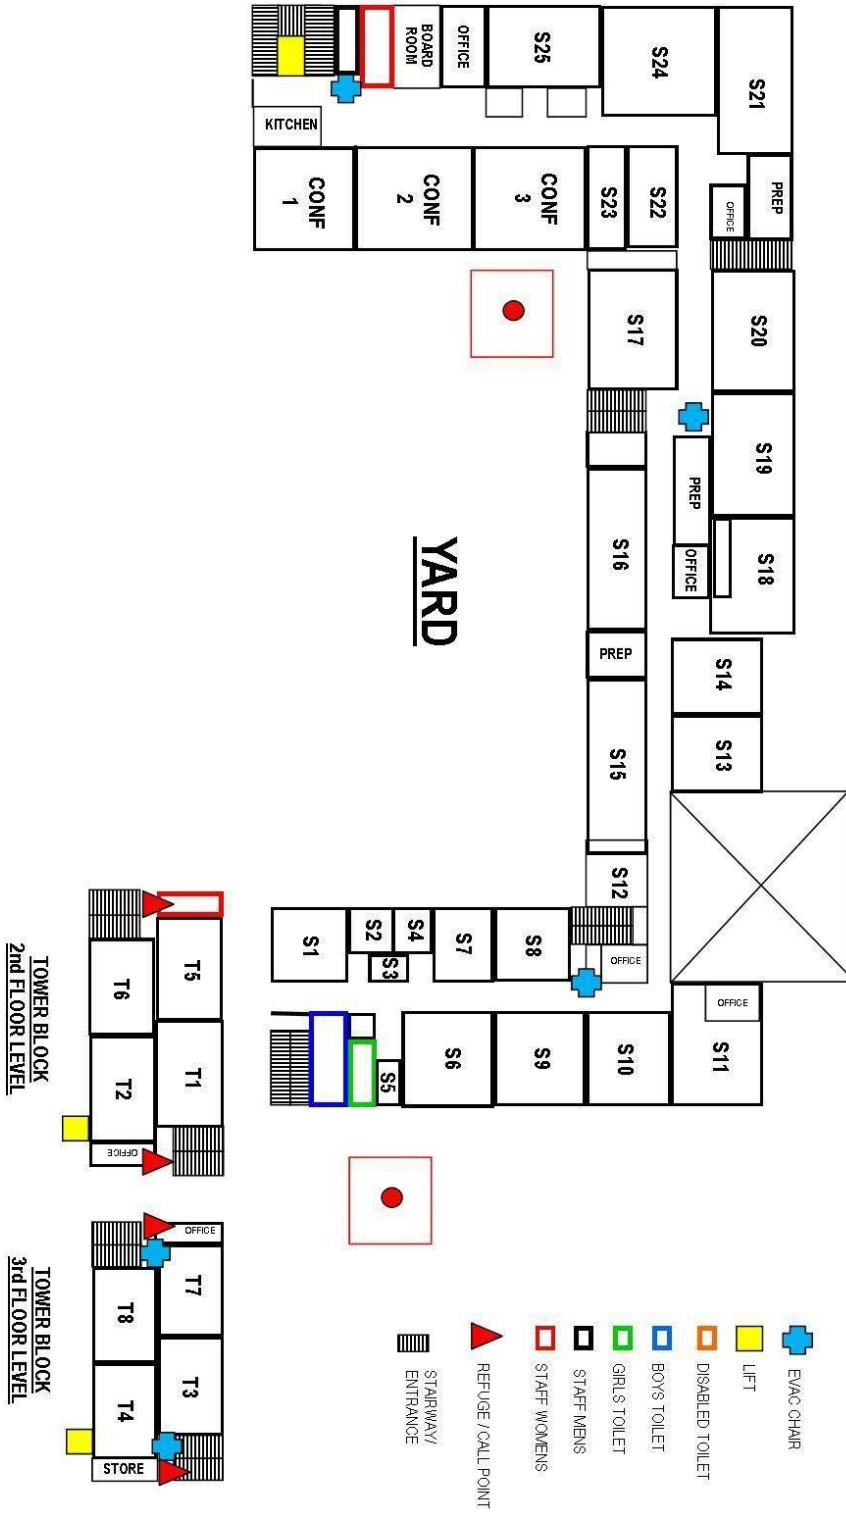 BOARD
ROOM
OFFICE
S25
S24
S21
KITCHEN
CONF
1
CONF
2
CONF
3
S23
S22
PREP
OFFICE
S17
S20
S19
PREP
OFFICE
S18
S16
YARD
PREP
S14
S13
S15
S12
OFFICE
S1
S2
S4
S3
S7
S8
OFFICE
S11
S5
S6
S9
S10
T5
T6
T1
T2
OFFICE
TOWER BLOCK
2nd FLOOR LEVEL
OFFICE
T7
T8
T3
T4
STORE
TOWER BLOCK
3rd FLOOR LEVEL
EVAC CHAIR
LIFT
DISABLED TOILET
BOYS TOILET
GIRLS TOILET
STAFF MENS
STAFF WOMENS
REFUGE / CALL POINT
STAIRWAY/
ENTRANCE